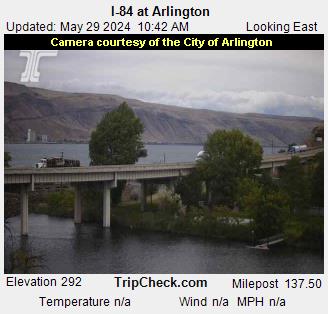 I-84 at Arlington
Updated: May 29 2024 10:42 AM Looking East
Camera courtesy of the City of Arlington
Elevation 292 TripCheck.com Milepost 137.50
Temperature n/a Wind n/a MPH n/a